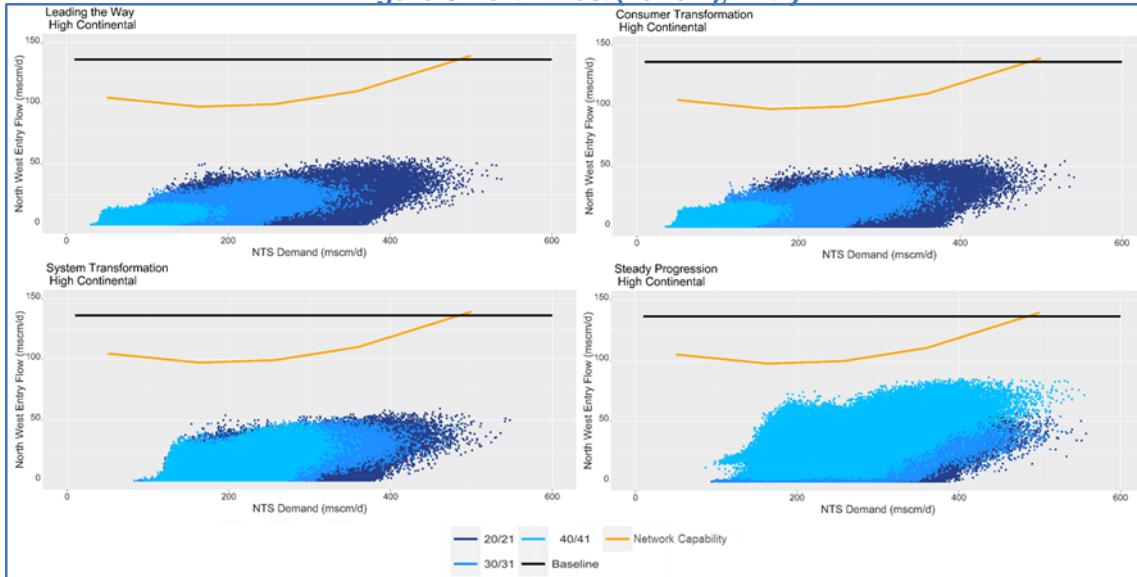 Leading the Way
High Continental
150.
100.
50
0
0
200
400
600
North West Entry Flow (mscm/d)
NTS Demand (mscm/d)
Consumer Transformation
High Continental
150.
100.
50
0
0
200
400
600
North West Entry Flow (mscm/d)
NTS Demand (mscm/d)
System Transformation
High Continental
150.
100.
50
0
0
200
400
600
North West Entry Flow (mscm/d)
NTS Demand (mscm/d)
Steady Progression
High Continental
150.
100.
50
0
0
200
400
600
North West Entry Flow (mscm/d)
NTS Demand (mscm/d)
20/21 40/41 Network Capability
30/31 Baseline